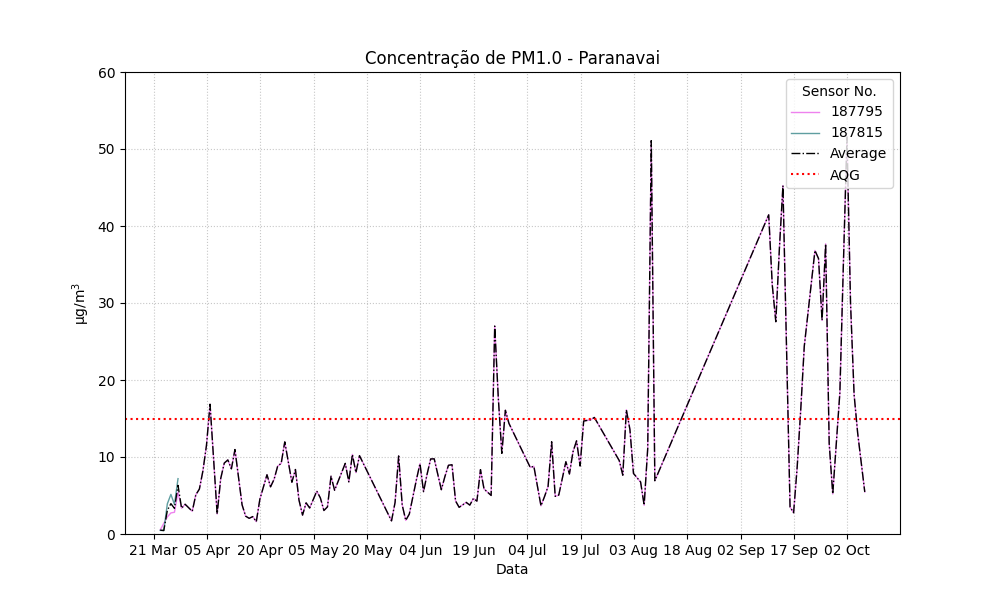 Concentração de PM1.0 - Paranavai
60
50
40
30
20
10
0
µg/m³
Sensor No.
187795
187815
Average
AQG
21 Mar 05 Apr 20 Apr 05 May 20 May 04 Jun 19 Jun 04 Jul 19 Jul 03 Aug 18 Aug 02 Sep 17 Sep 02 Oct
Data